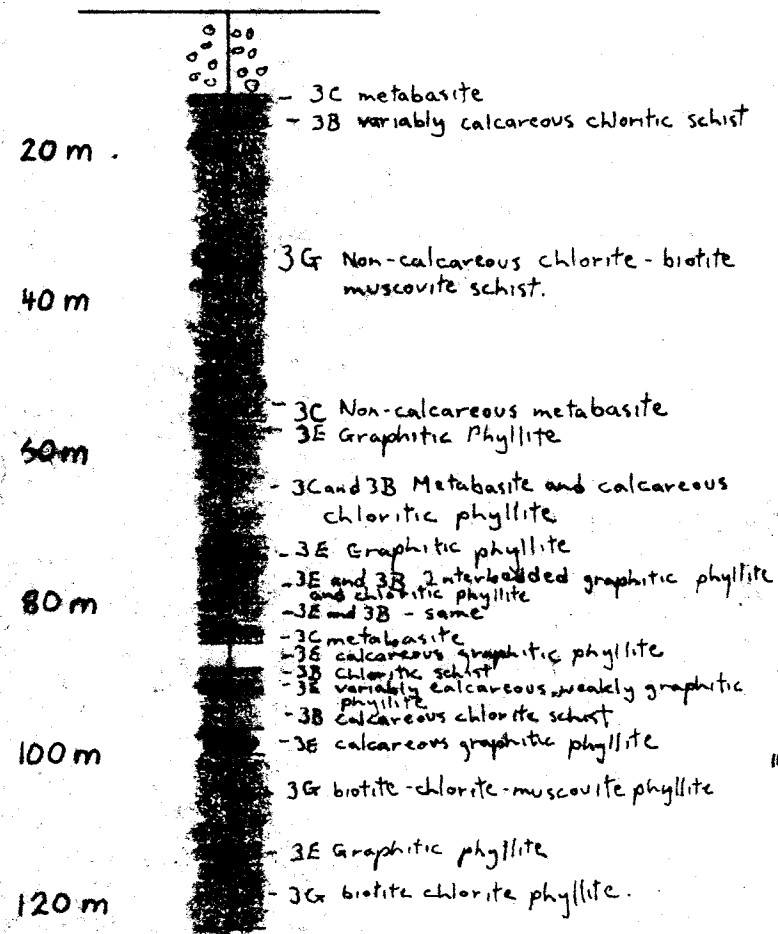 3C metabasite
3B variably calcareous chloritic schist
20 m
3G Non-calcareous chlorite-biotite
muscovite schist.
40 m
3C Non-calcareous metabasite
3E Graphitic Phyllite
60m
3C and 3B Metabasite and calcareous
chloritic phyllite
3E Graphitic phyllite
3E and 3B Interbedded graphitic phyllite
and chloritic phyllite
80 m
3E and 3B - same
3C metabasite
3E calcareous graphitic phyllite
3B Chloritic schist
3E variably calcareous, weakly graphitic
phyllite
3B calcareous chlorite schist
100 m
3E calcareous graphitic phyllite
3G biotite-chlorite-muscovite phyllite
3E Graphitic phyllite
3G biotite chlorite phyllite.
120 m